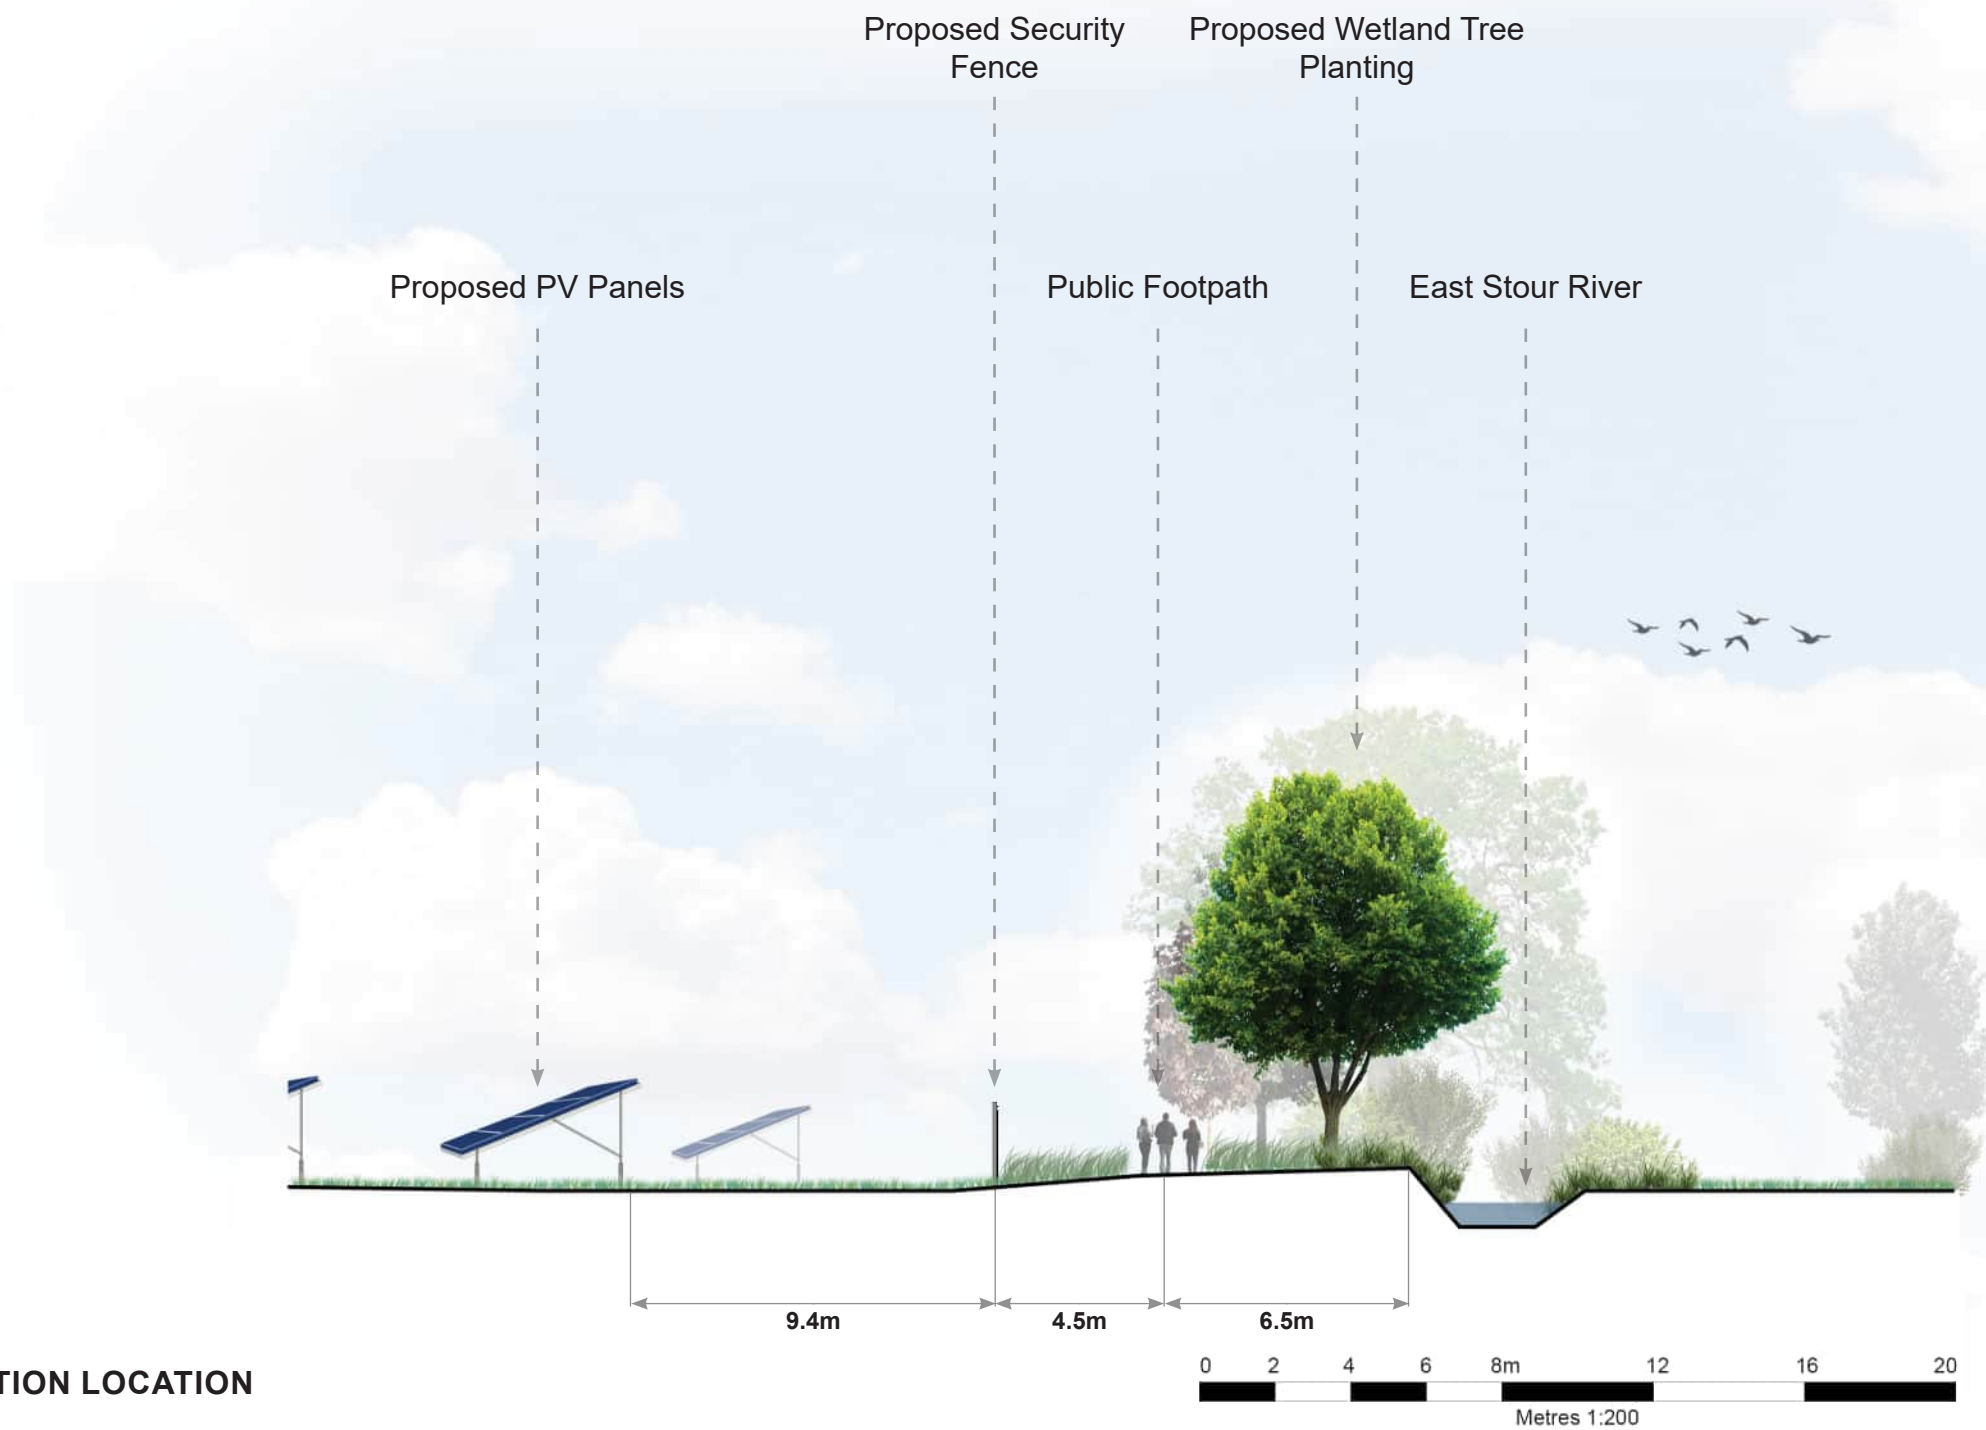 Proposed Security
Fence
Proposed Wetland Tree
Planting
Proposed PV Panels
Public Footpath
East Stour River
9.4m
4.5m
6.5m
0 2 4 6 8m 12 16 20
Metres 1:200
TION LOCATION